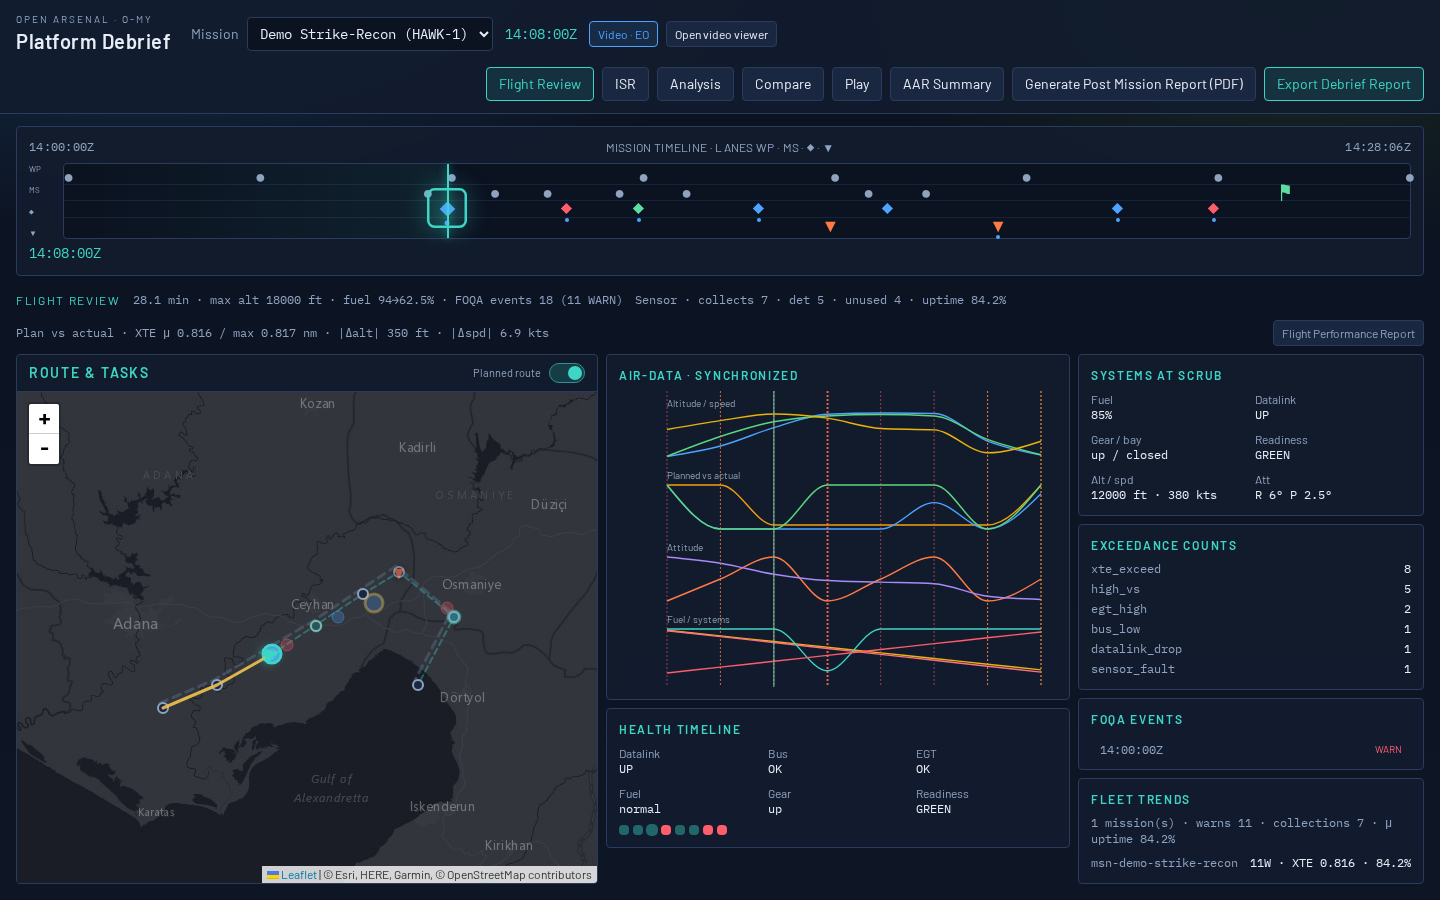 OPEN ARSENAL · O-MY
Platform Debrief
Mission
Demo Strike-Recon (HAWK-1)
14:08:00Z
Video · EO
Open video viewer
Flight Review
ISR
Analysis
Compare
Play
AAR Summary
Generate Post Mission Report (PDF)
Export Debrief Report
14:00:00Z
MISSION TIMELINE · LANES WP · MS · ◆ · ▼
14:28:06Z
WP
MS
◆
▼
14:08:00Z
FLIGHT REVIEW
28.1 min · max alt 18000 ft · fuel 94→62.5% · FOQA events 18 (11 WARN)
Sensor · collects 7 · det 5 · unused 4 · uptime 84.2%
Plan vs actual · XTE μ 0.816 / max 0.817 nm · |Δalt| 350 ft · |Δspd| 6.9 kts
Flight Performance Report
ROUTE & TASKS
Planned route
+
-
Kozan
Kadirli
ADANA
OSMANIYE
Düziçi
Osmaniye
Ceyhan
Adana
Dörtyol
Gulf of
Alexandretta
Iskenderun
Karatas
Kirikhan
Leaflet | © Esri, HERE, Garmin, © OpenStreetMap contributors
AIR-DATA · SYNCHRONIZED
Altitude / speed
Planned vs actual
Attitude
Fuel / systems
HEALTH TIMELINE
Datalink
UP
Bus
OK
EGT
OK
Fuel
normal
Gear
up
Readiness
GREEN
SYSTEMS AT SCRUB
Fuel
85%
Datalink
UP
Gear / bay
up / closed
Readiness
GREEN
Alt / spd
12000 ft · 380 kts
Att
R 6° P 2.5°
EXCEEDANCE COUNTS
xte_exceed 8
high_vs 5
egt_high 2
bus_low 1
datalink_drop 1
sensor_fault 1
FOQA EVENTS
14:00:00Z WARN
FLEET TRENDS
1 mission(s) · warns 11 · collections 7 · μ
uptime 84.2%
msn-demo-strike-recon 11W · XTE 0.816 · 84.2%